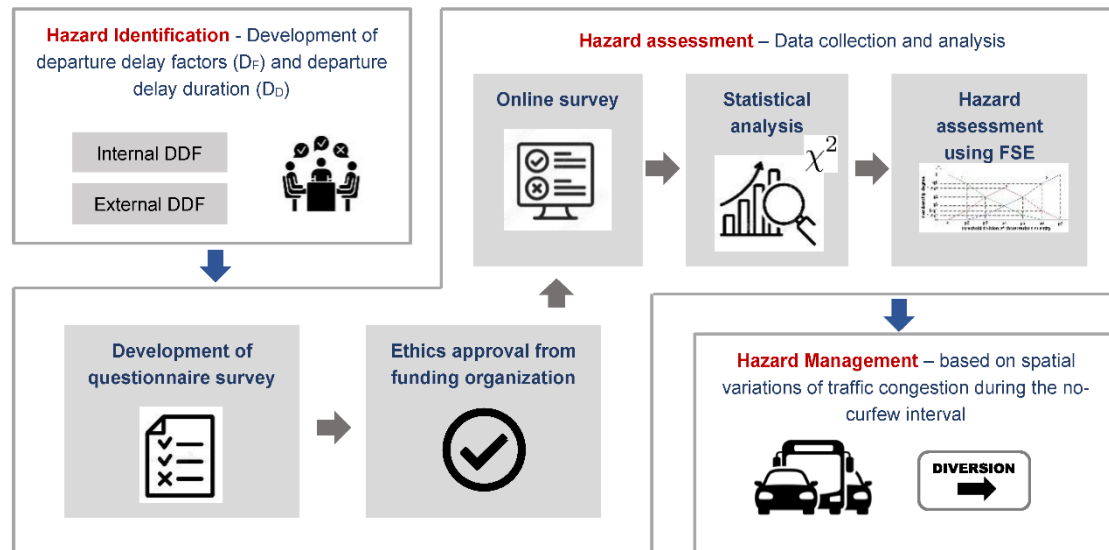 Hazard Identification - Development of
departure delay factors (DF) and departure
delay duration (DD)
Internal DDF
External DDF
Hazard assessment – Data collection and analysis
Online survey
Statistical
analysis
χ2
Hazard
assessment
using FSE
Development of
questionnaire survey
Ethics approval from
funding organization
Hazard Management – based on spatial
variations of traffic congestion during the no-
curfew interval
DIVERSION